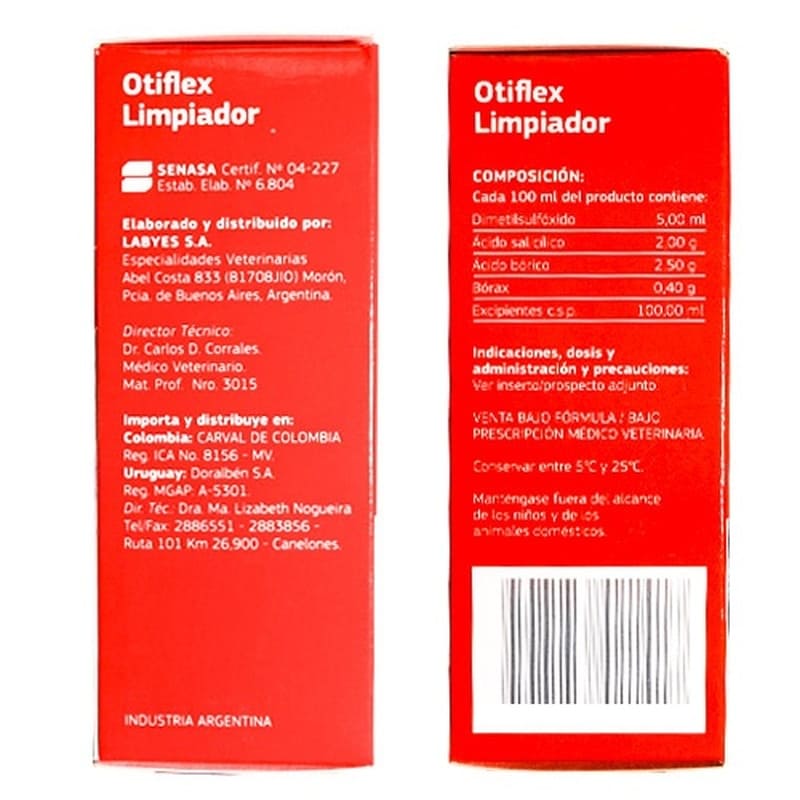 Otiflex
Limpiador
SENASA Certif. Nº 04-227
Estab. Elab. Nº 6.804
Elaborado y distribuido por:
LABYES S.A.
Especialidades Veterinarias
Abel Costa 833 (B1708JIO) Morón,
Pcia. de Buenos Aires, Argentina.
Director Técnico:
Dr. Carlos D. Corrales.
Médico Veterinario.
Mat. Prof. Nro. 3015
Importa y distribuye en:
Colombia: CARVAL DE COLOMBIA
Reg. ICA No. 8156 - MV.
Uruguay: Doralbén S.A.
Reg. MGAP: A-5301.
Dir. Téc.: Dra. Ma. Lizabeth Nogueira
Tel/Fax: 2886551 - 2883856 -
Ruta 101 Km 26,900 - Canelones.
INDUSTRIA ARGENTINA
Otiflex
Limpiador
COMPOSICIÓN:
Cada 100 ml del producto contiene:
Dimetilsulfóxido 5,00 ml
Ácido salicílico 2,00 g
Ácido bórico 2,50 g
Bórax 0,40 g
Excipientes c.s.p. 100,00 ml
Indicaciones, dosis y
administración y precauciones:
Ver inserto/prospecto adjunto.
VENTA BAJO FÓRMULA / BAJO
PRESCRIPCIÓN MÉDICO VETERINARIA.
Conservar entre 5°C y 25°C.
Manténgase fuera del alcance
de los niños y de los
animales domésticos.